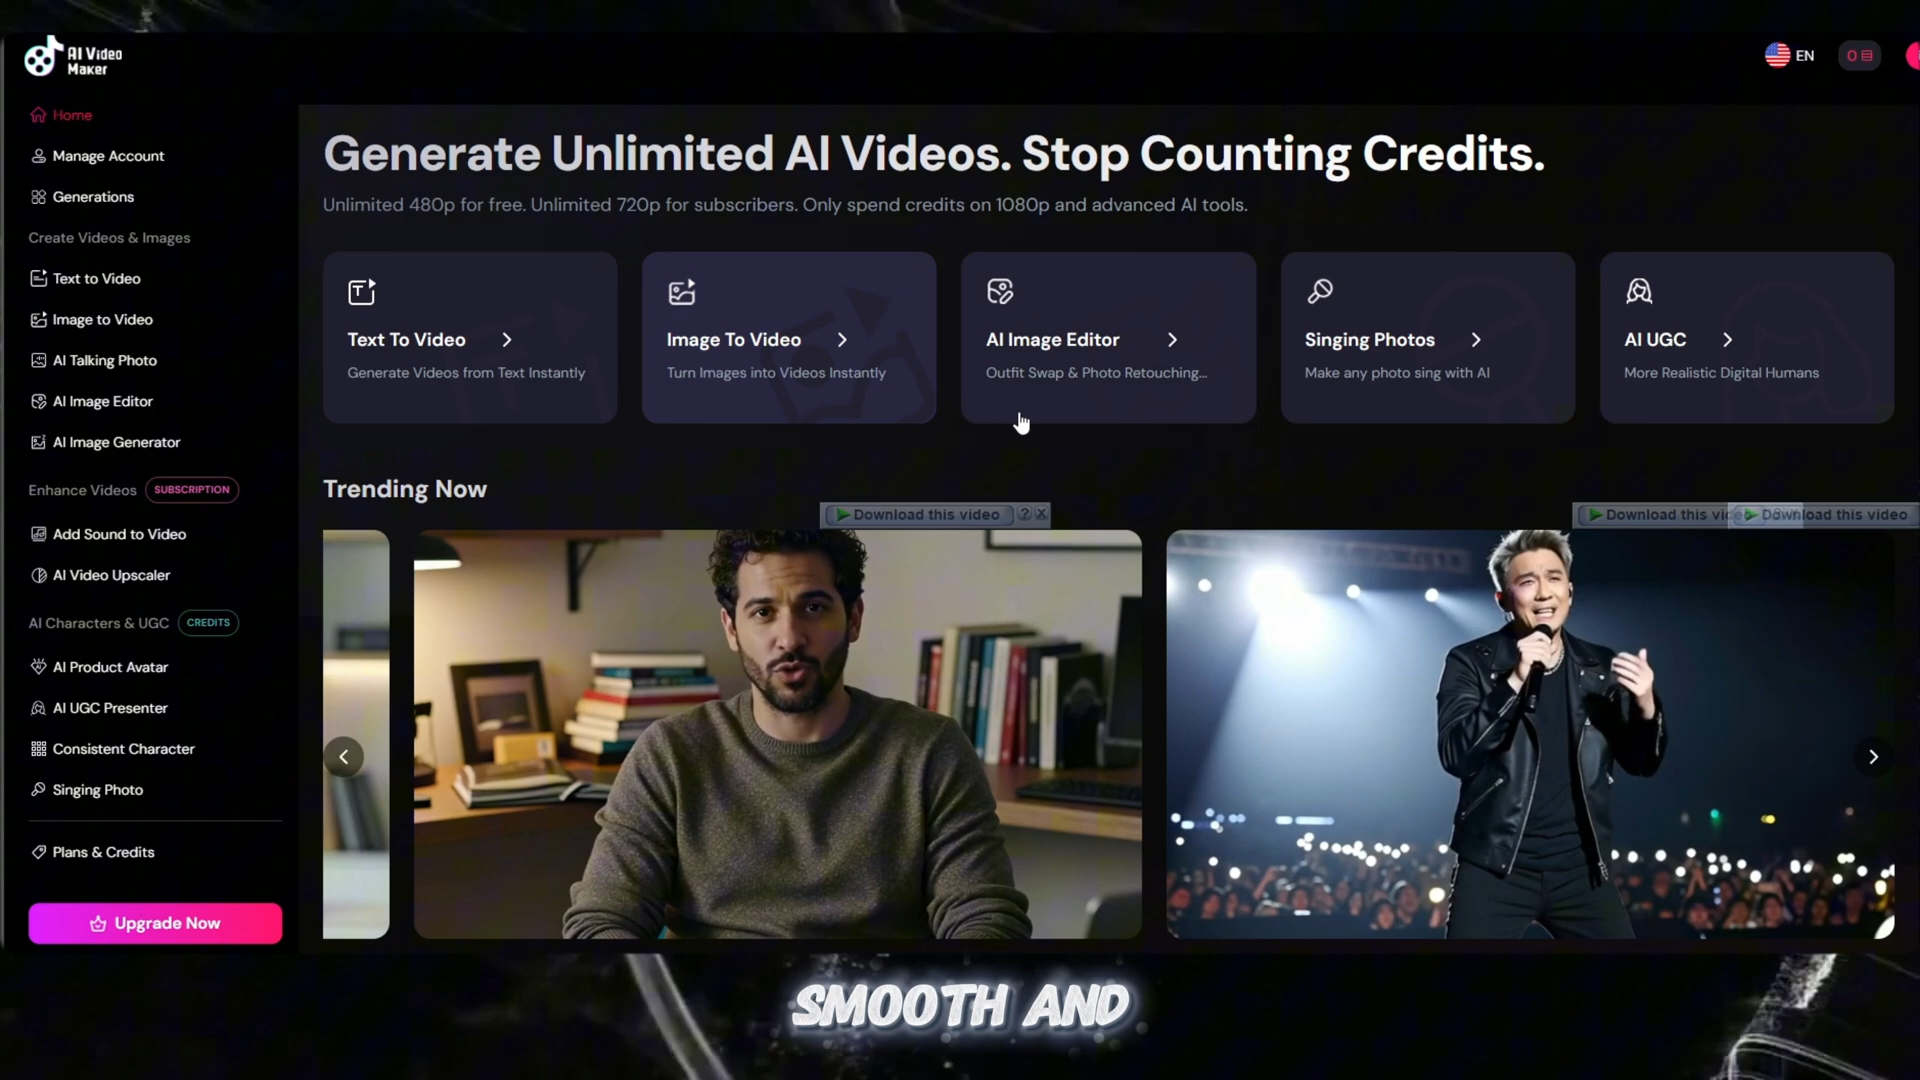 AI Video
Maker
EN
0
Home
Manage Account
Generations
Create Videos & Images
Text to Video
Image to Video
AI Talking Photo
AI Image Editor
AI Image Generator
Enhance Videos SUBSCRIPTION
Add Sound to Video
AI Video Upscaler
AI Characters & UGC CREDITS
AI Product Avatar
AI UGC Presenter
Consistent Character
Singing Photo
Plans & Credits
Upgrade Now
Generate Unlimited AI Videos. Stop Counting Credits.
Unlimited 480p for free. Unlimited 720p for subscribers. Only spend credits on 1080p and advanced AI tools.
Text To Video
Generate Videos from Text Instantly
Image To Video
Turn Images into Videos Instantly
AI Image Editor
Outfit Swap & Photo Retouching...
Singing Photos
Make any photo sing with AI
AI UGC
More Realistic Digital Humans
Trending Now
Download this video ? X
Download this vide
Download this video
SMOOTH AND